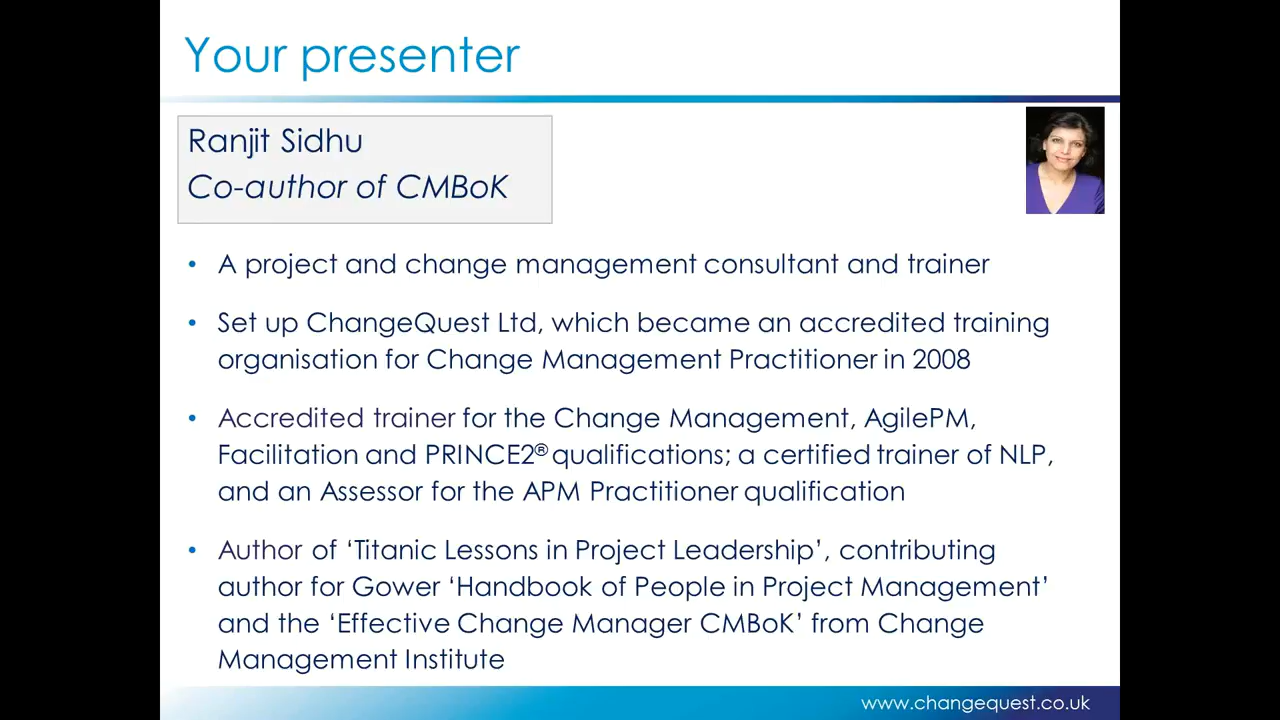 Your presenter
Ranjit Sidhu
Co-author of CMBoK
• A project and change management consultant and trainer
• Set up ChangeQuest Ltd, which became an accredited training
organisation for Change Management Practitioner in 2008
• Accredited trainer for the Change Management, AgilePM,
Facilitation and PRINCE2® qualifications; a certified trainer of NLP,
and an Assessor for the APM Practitioner qualification
• Author of ‘Titanic Lessons in Project Leadership’, contributing
author for Gower ‘Handbook of People in Project Management’
and the ‘Effective Change Manager CMBoK’ from Change
Management Institute
www.changequest.co.uk